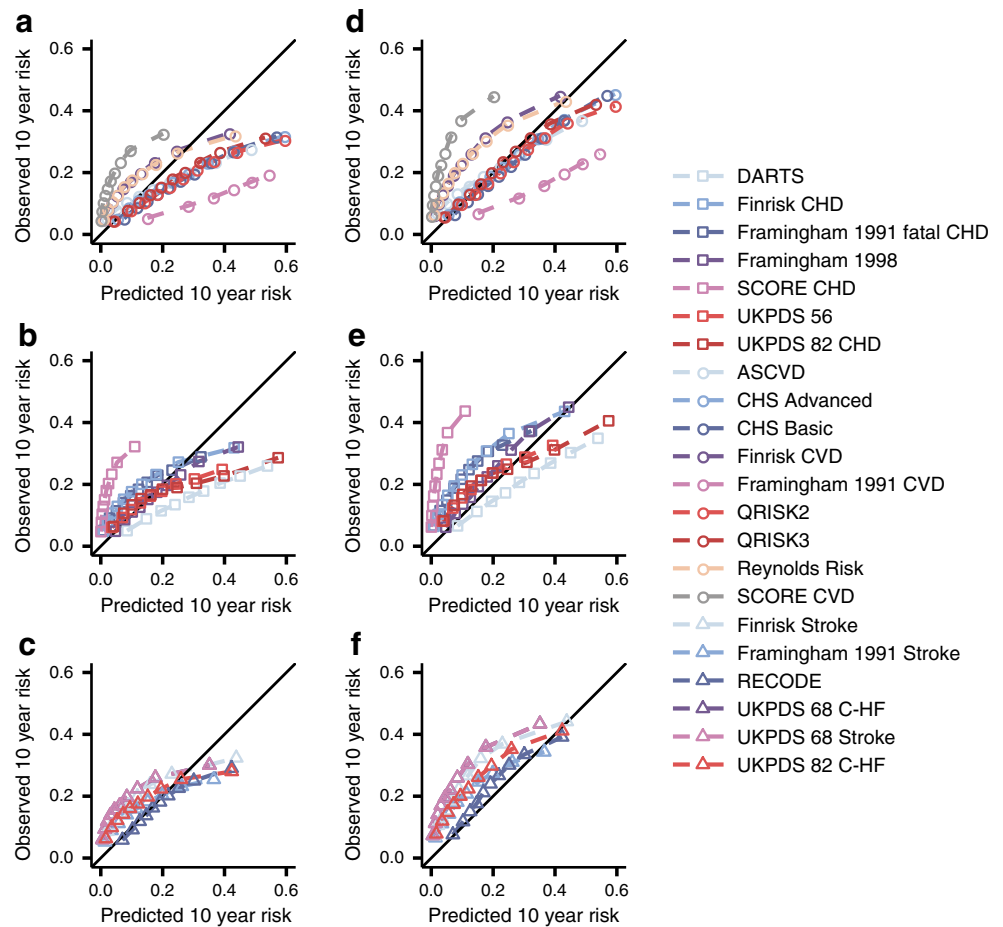 a
Observed 10 year risk
0.6
0.4
0.2
0.0
0.0 0.2 0.4 0.6
Predicted 10 year risk
d
Observed 10 year risk
0.6
0.4
0.2
0.0
0.0 0.2 0.4 0.6
Predicted 10 year risk
b
Observed 10 year risk
0.6
0.4
0.2
0.0
0.0 0.2 0.4 0.6
Predicted 10 year risk
e
Observed 10 year risk
0.6
0.4
0.2
0.0
0.0 0.2 0.4 0.6
Predicted 10 year risk
c
Observed 10 year risk
0.6
0.4
0.2
0.0
0.0 0.2 0.4 0.6
Predicted 10 year risk
f
Observed 10 year risk
0.6
0.4
0.2
0.0
0.0 0.2 0.4 0.6
Predicted 10 year risk
DARTS
Finrisk CHD
Framingham 1991 fatal CHD
Framingham 1998
SCORE CHD
UKPDS 56
UKPDS 82 CHD
ASCVD
CHS Advanced
CHS Basic
Finrisk CVD
Framingham 1991 CVD
QRISK2
QRISK3
Reynolds Risk
SCORE CVD
Finrisk Stroke
Framingham 1991 Stroke
RECODE
UKPDS 68 C-HF
UKPDS 68 Stroke
UKPDS 82 C-HF